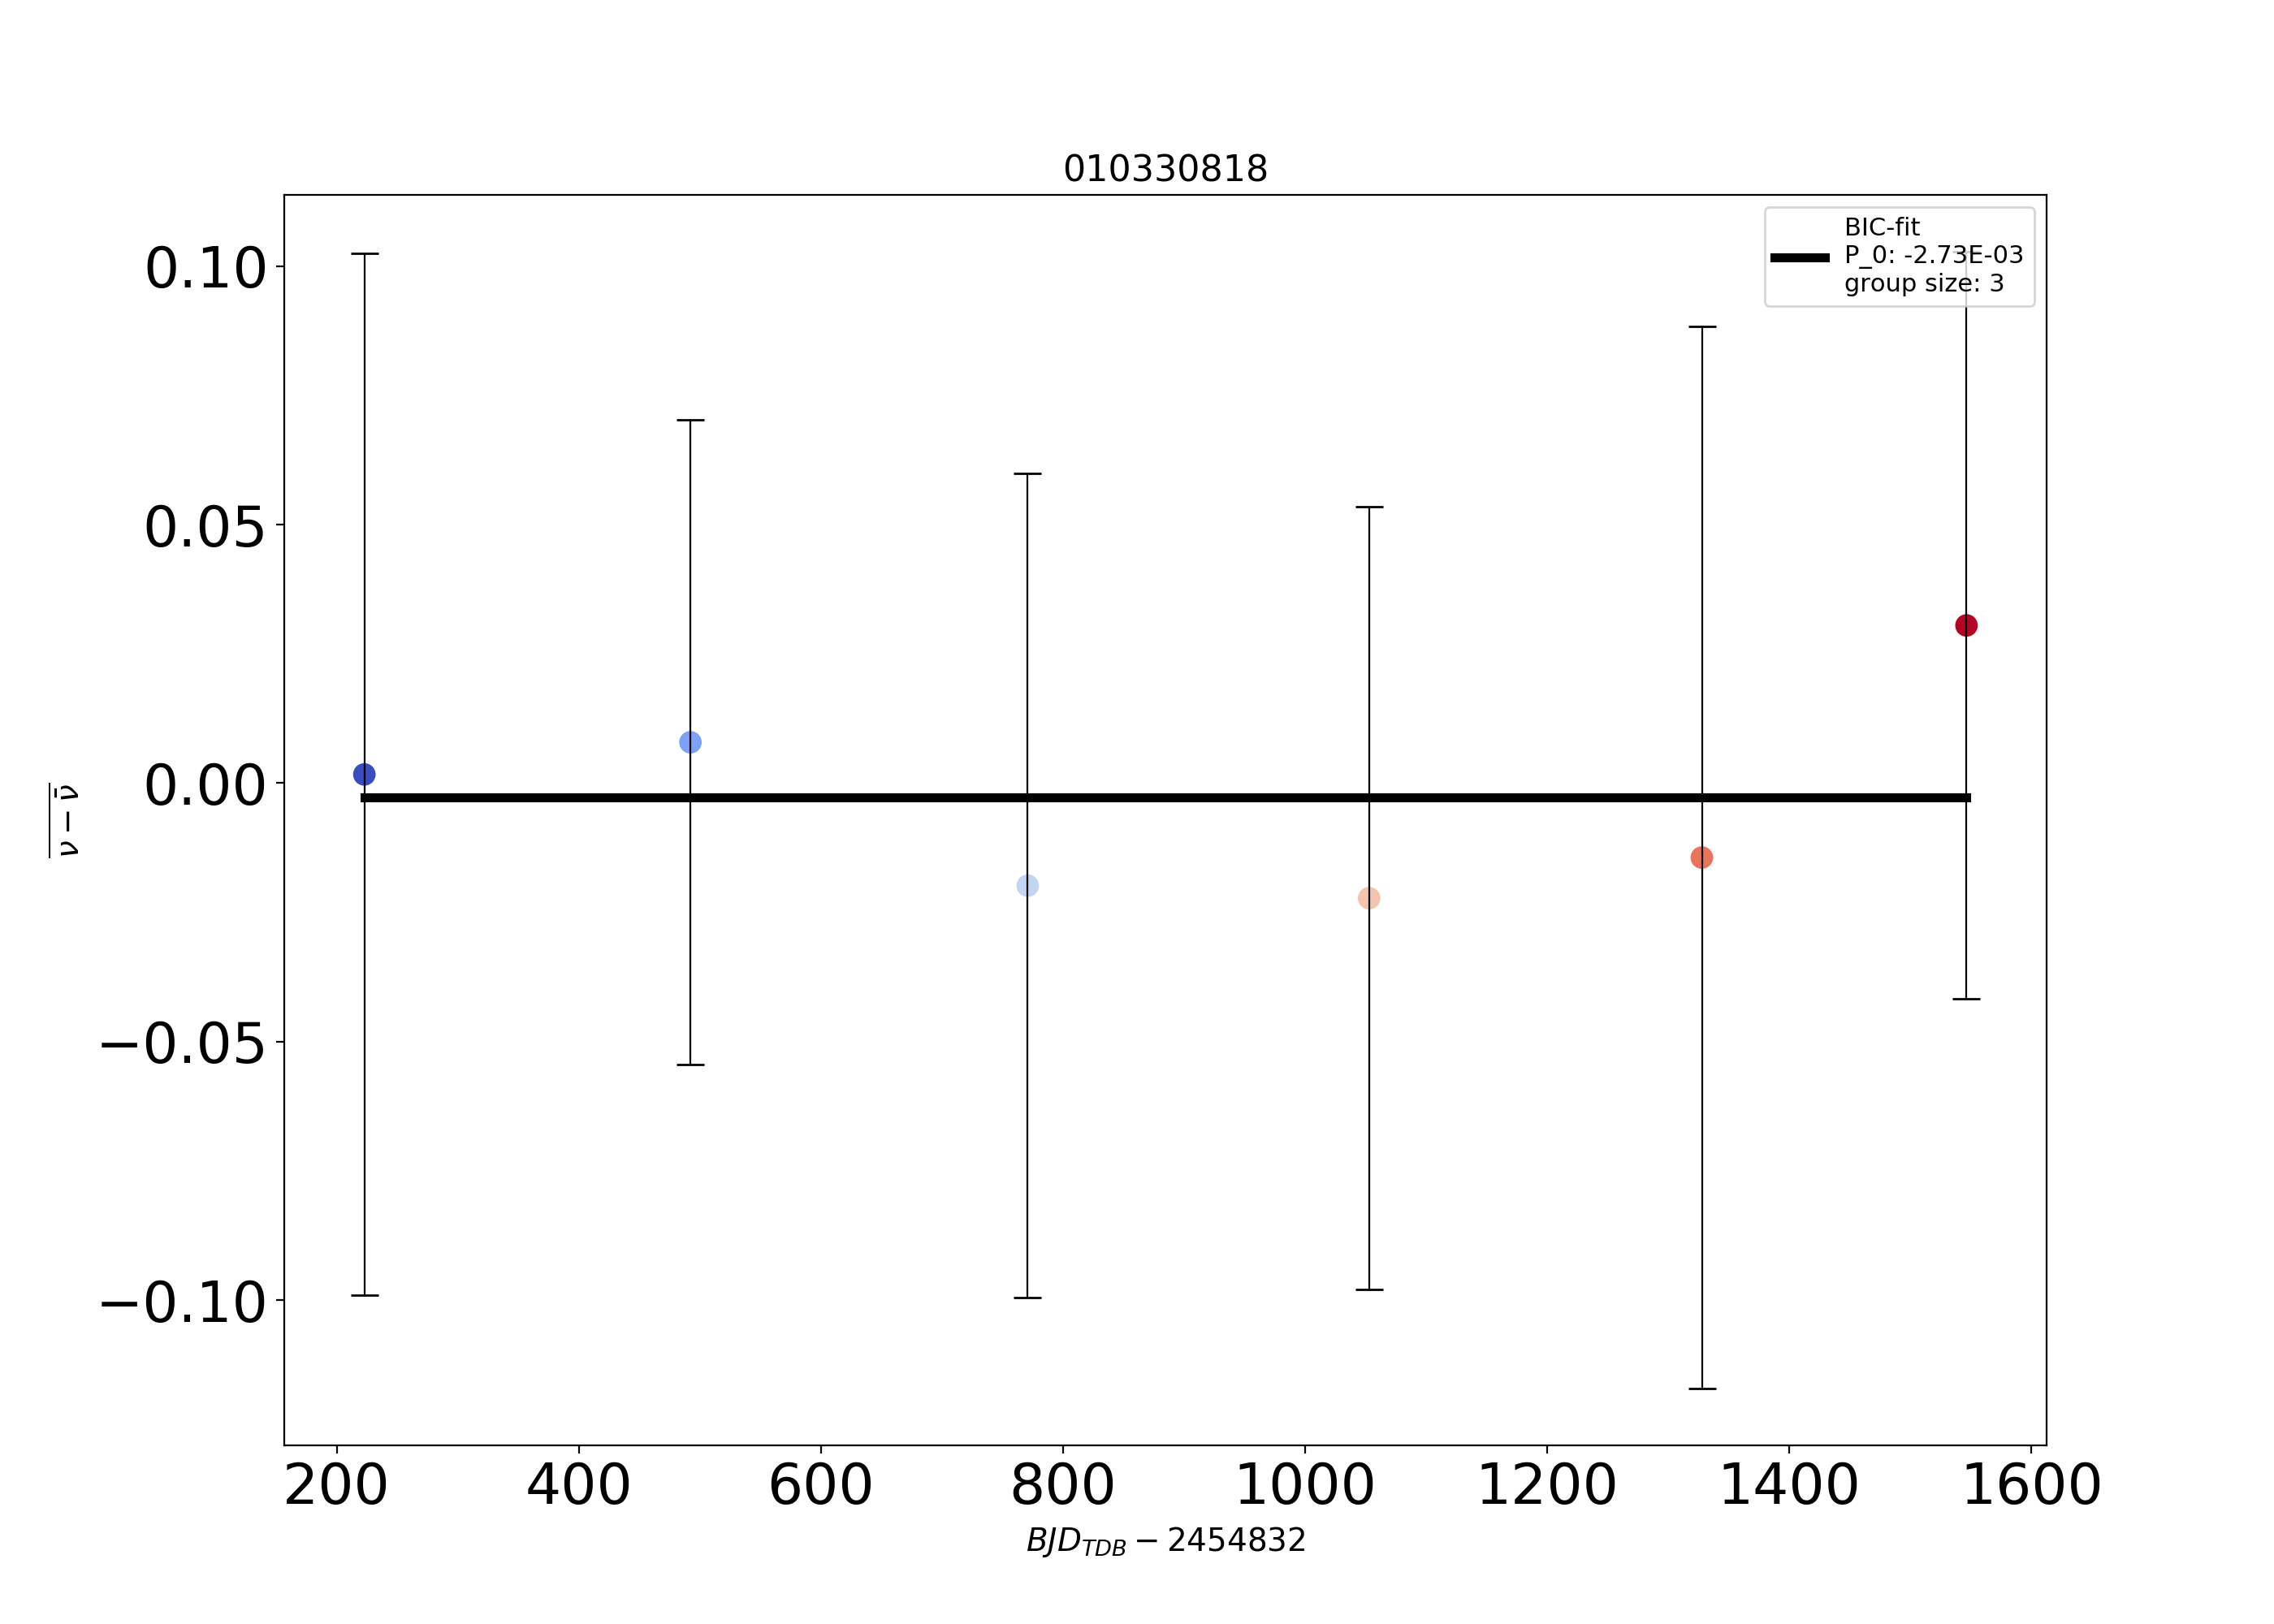 010330818
BIC-fit
P_0: -2.73E-03
group size: 3
0.10
0.05
0.00
−0.05
−0.10
ν − ν̄
200 400 600 800 1000 1200 1400 1600
BJD_TDB − 2454832